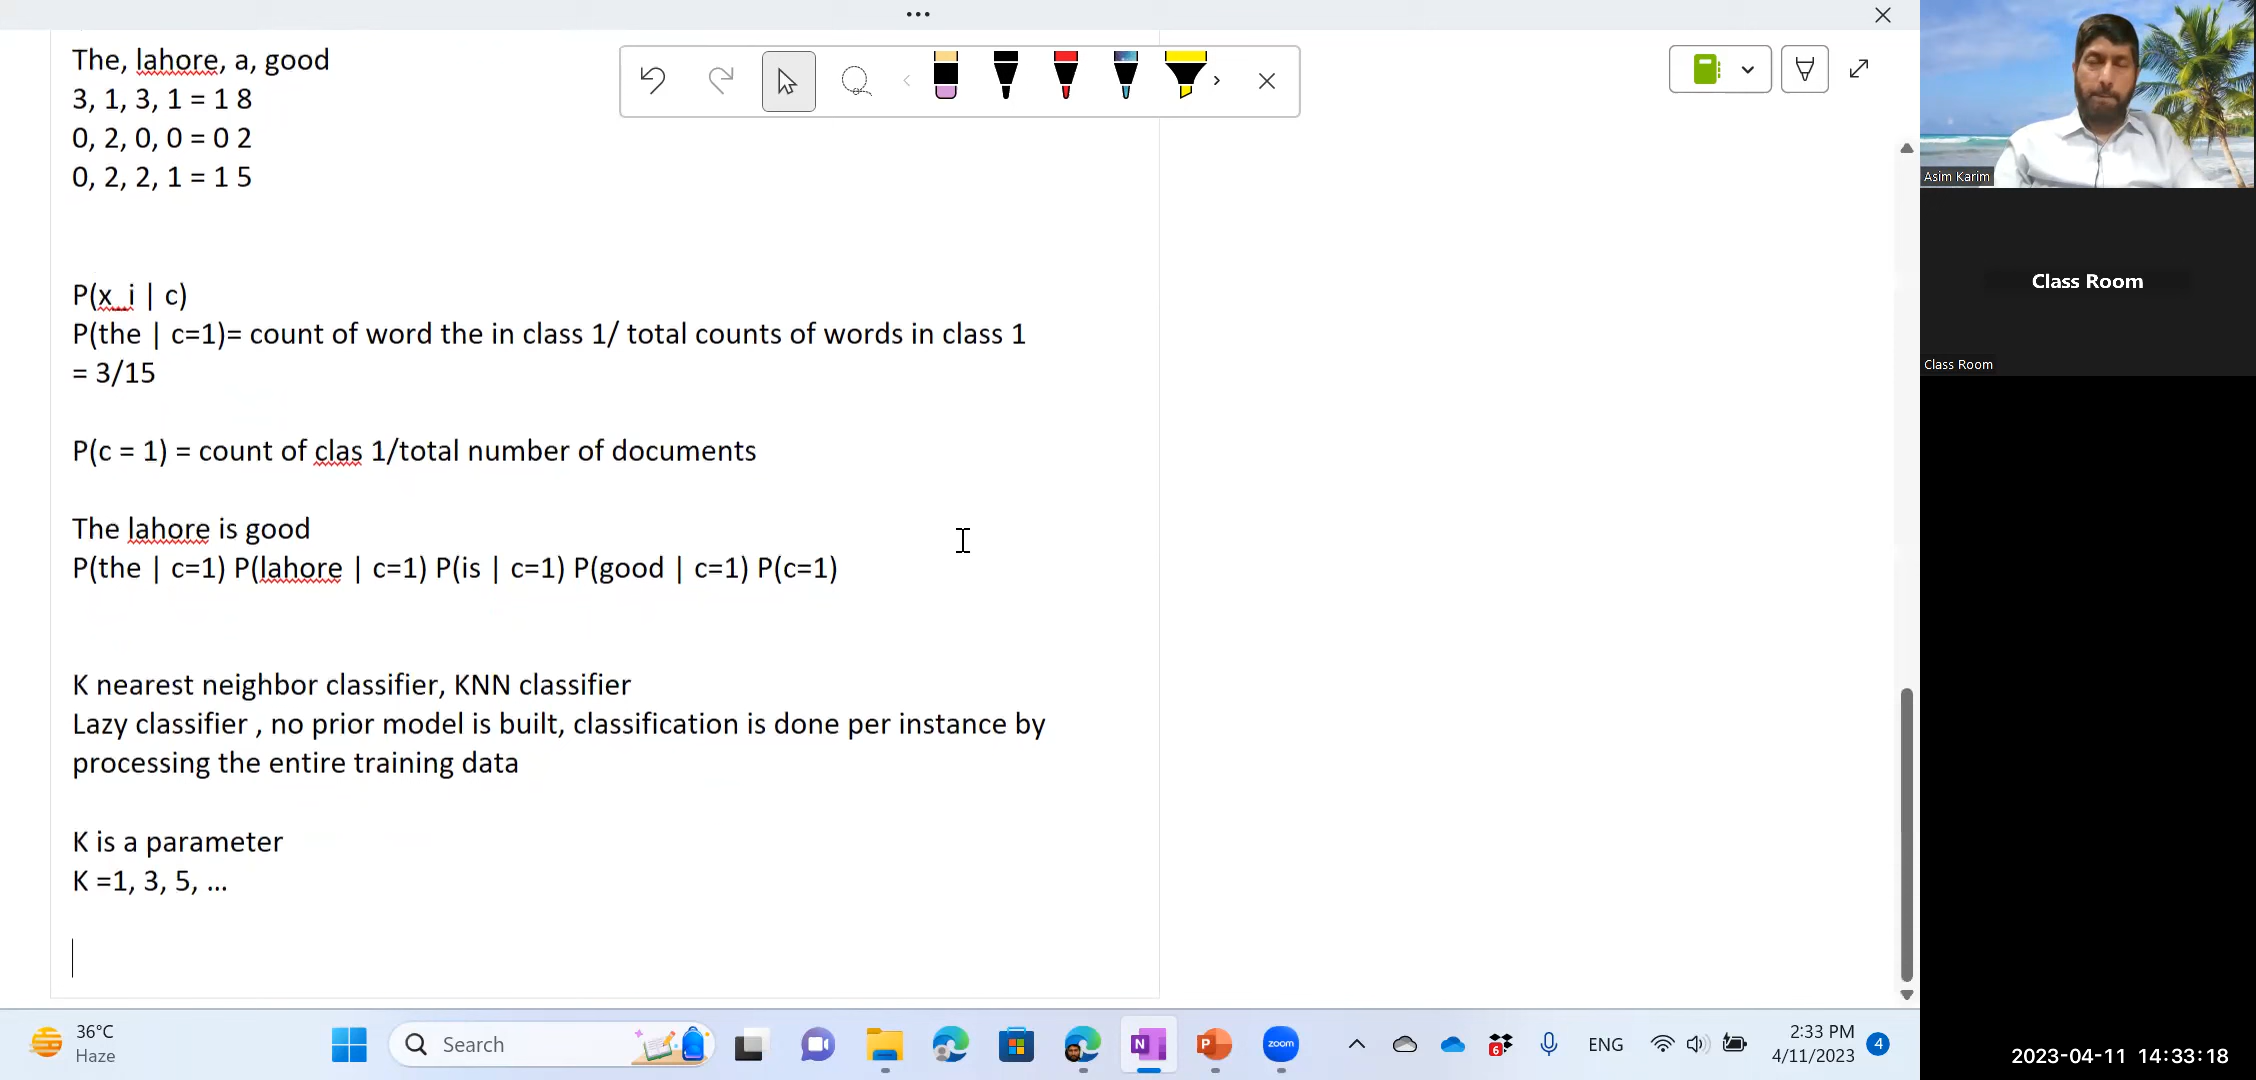 •••
The, lahore, a, good
3, 1, 3, 1 = 1 8
0, 2, 0, 0 = 0 2
0, 2, 2, 1 = 1 5
P(x_i | c)
P(the | c=1)= count of word the in class 1/ total counts of words in class 1
= 3/15
P(c = 1) = count of clas 1/total number of documents
The lahore is good
P(the | c=1) P(lahore | c=1) P(is | c=1) P(good | c=1) P(c=1)
K nearest neighbor classifier, KNN classifier
Lazy classifier , no prior model is built, classification is done per instance by
processing the entire training data
K is a parameter
K =1, 3, 5, ...
Asim Karim
Class Room
Class Room
36°C
Haze
Search
N
P
zoom
6
ENG
2:33 PM
4/11/2023
4
2023-04-11 14:33:18